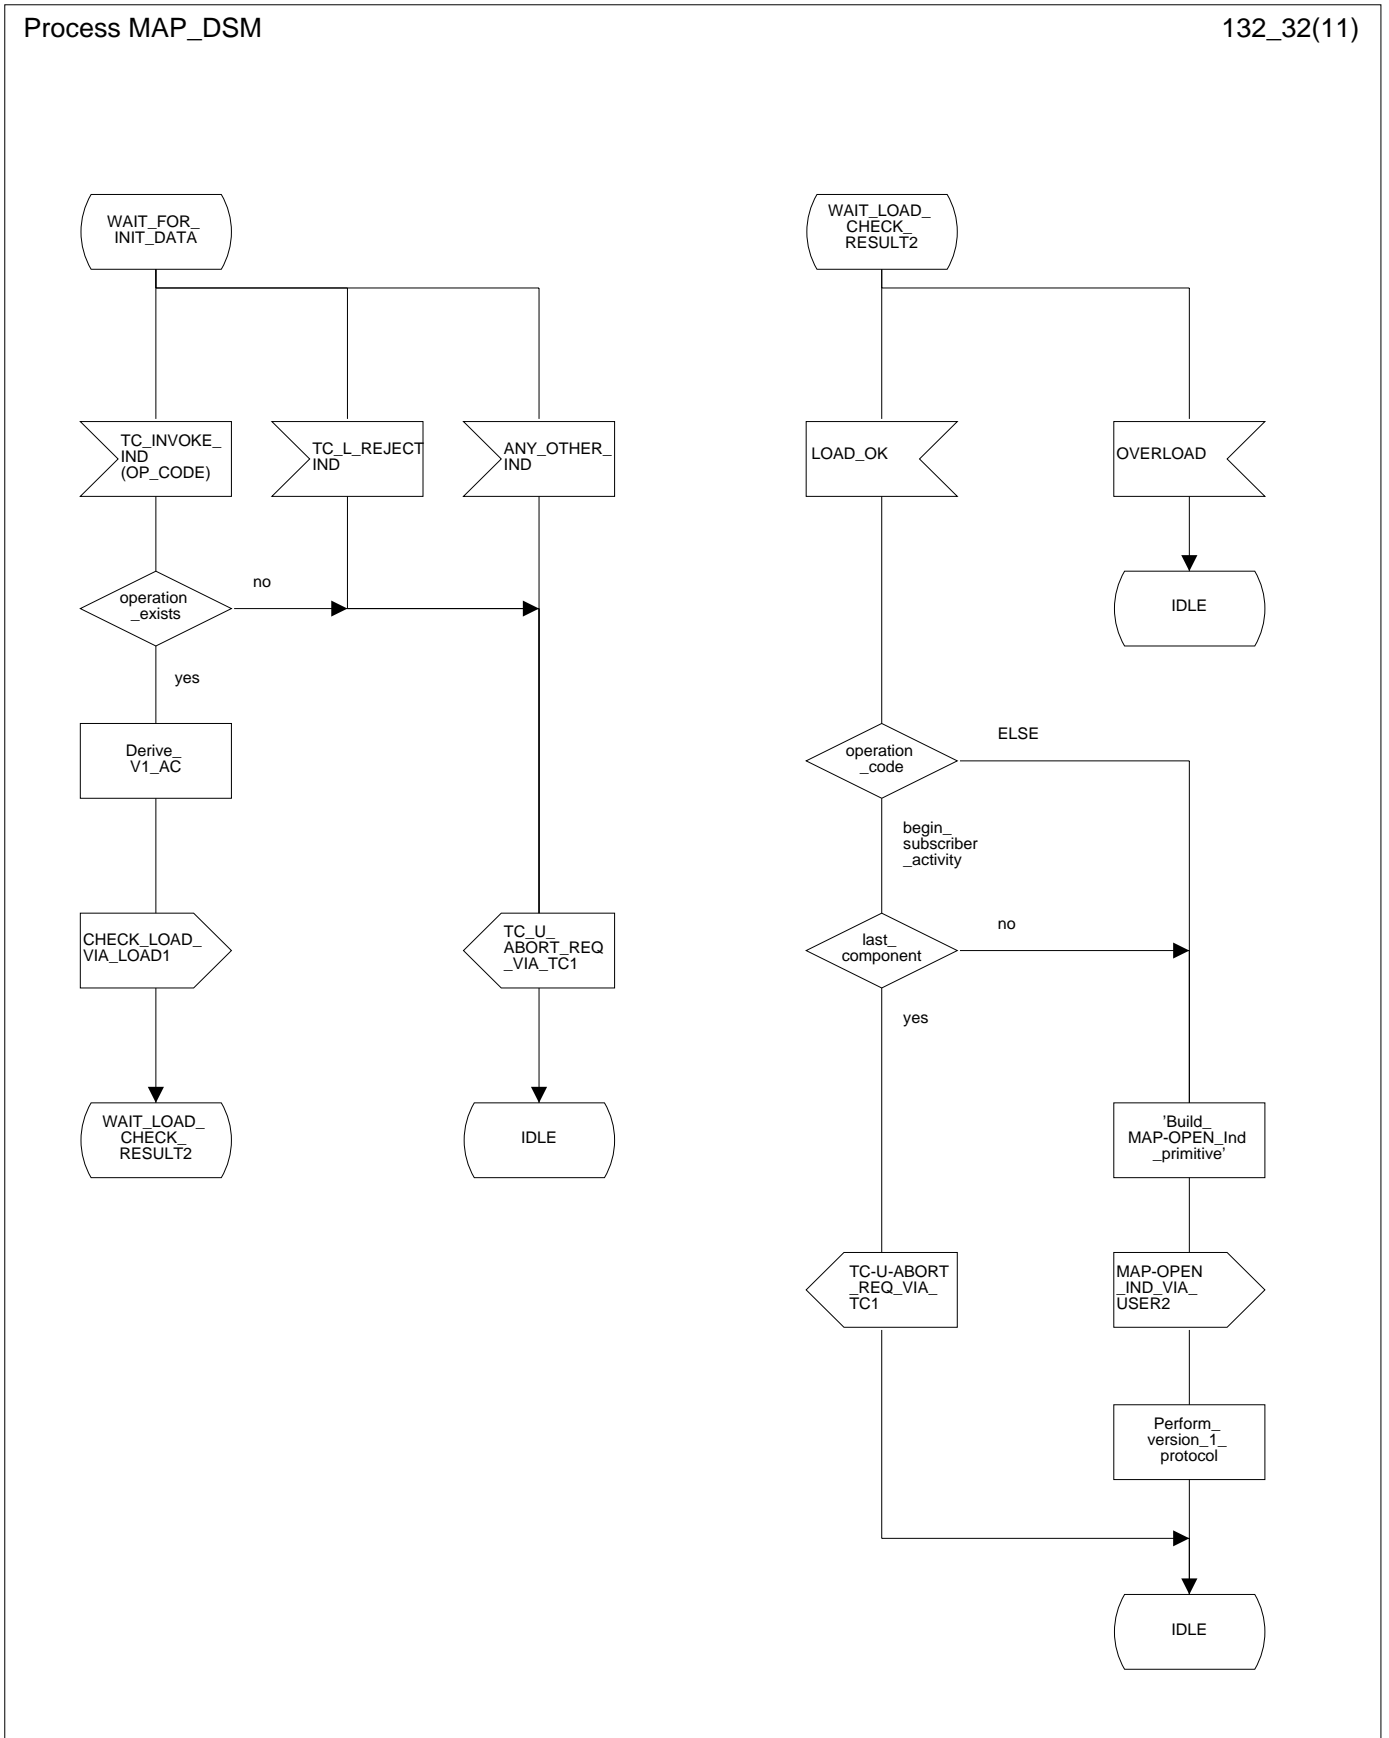 Process MAP_DSM
132_32(11)
WAIT_FOR_
INIT_DATA
TC_INVOKE_
IND
(OP_CODE)
TC_L_REJECT
IND
ANY_OTHER_
IND
operation
_exists
no
yes
Derive_
V1_AC
CHECK_LOAD_
VIA_LOAD1
TC_U_
ABORT_REQ
_VIA_TC1
WAIT_LOAD_
CHECK_
RESULT2
IDLE
WAIT_LOAD_
CHECK_
RESULT2
LOAD_OK
OVERLOAD
IDLE
operation
_code
ELSE
begin_
subscriber
_activity
last_
component
no
yes
'Build_
MAP-OPEN_Ind
_primitive'
TC-U-ABORT
_REQ_VIA_
TC1
MAP-OPEN
_IND_VIA_
USER2
Perform_
version_1_
protocol
IDLE